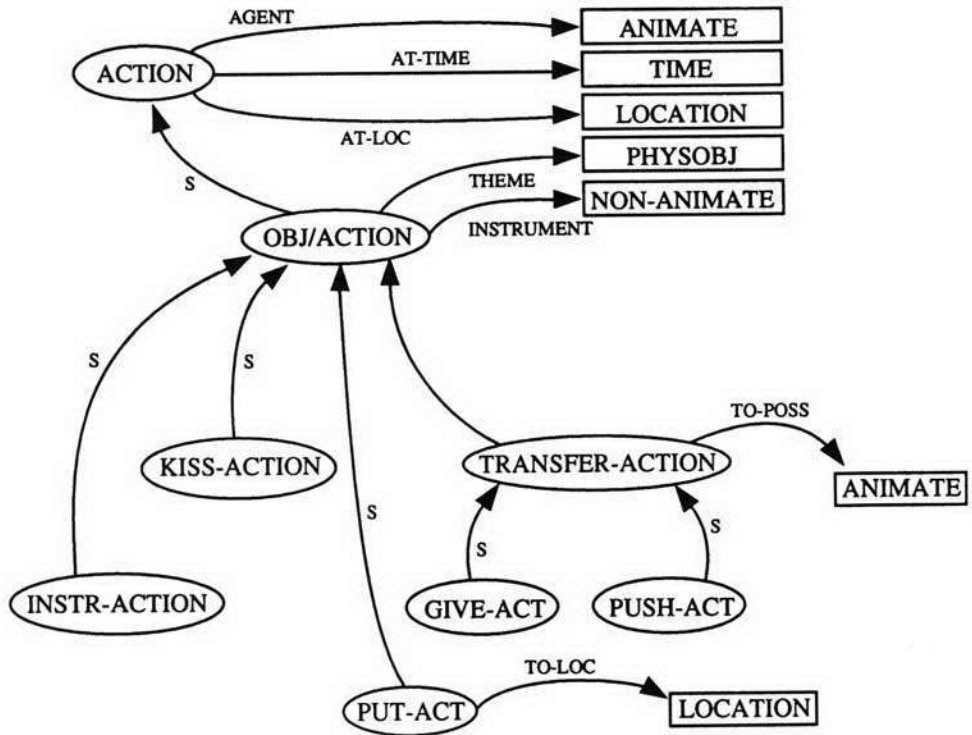 AGENT
ANIMATE
ACTION
AT-TIME
TIME
LOCATION
AT-LOC
PHYSOBJ
S
THEME
NON-ANIMATE
OBJ/ACTION
INSTRUMENT
S
S
TO-POSS
KISS-ACTION
TRANSFER-ACTION
ANIMATE
S
S
S
INSTR-ACTION
GIVE-ACT
PUSH-ACT
TO-LOC
PUT-ACT
LOCATION